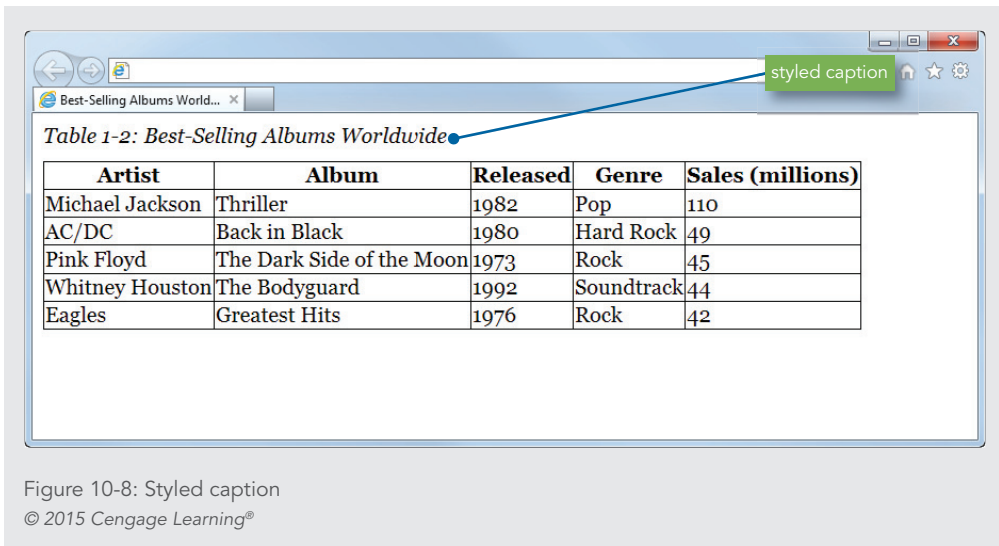 styled caption
Best-Selling Albums World...
Table 1-2: Best-Selling Albums Worldwide
Artist Album Released Genre Sales (millions)
Michael Jackson Thriller 1982 Pop 110
AC/DC Back in Black 1980 Hard Rock 49
Pink Floyd The Dark Side of the Moon 1973 Rock 45
Whitney Houston The Bodyguard 1992 Soundtrack 44
Eagles Greatest Hits 1976 Rock 42
Figure 10-8: Styled caption
© 2015 Cengage Learning®